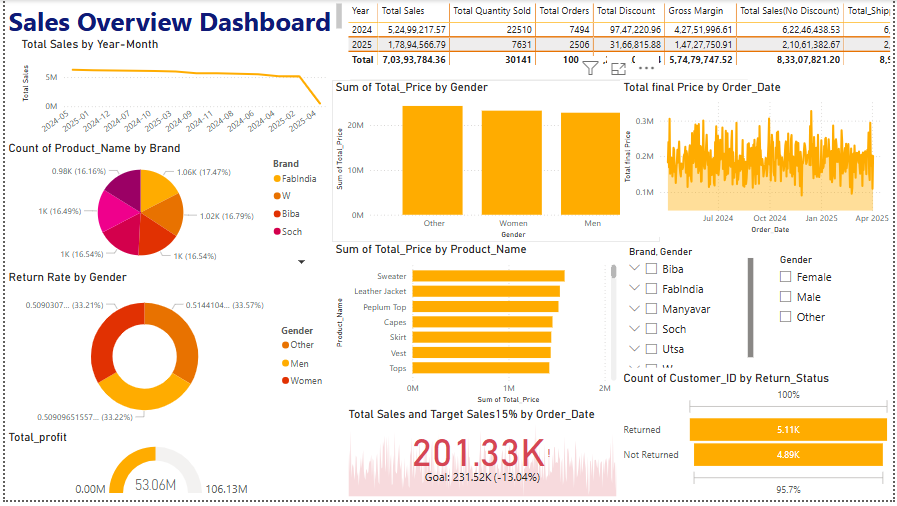 Sales Overview Dashboard
Year Total Sales Total Quantity Sold Total Orders Total Discount Gross Margin Total Sales(No Discount) Total_Ship
2024 5,24,99,217.57 22510 7494 97,47,220.96 4,27,51,996.61 6,22,46,438.53 6,
2025 1,78,94,566.79 7631 2506 31,66,815.88 1,47,27,750.91 2,10,61,382.67 2,
Total 7,03,93,784.36 30141 100 5,74,79,747.52 8,33,07,821.20 8,9
Total Sales by Year-Month
Total Sales
5M
0M
2024-05
2025-01
2024-12
2024-07
2024-10
2025-03
2024-09
2024-11
2024-08
2024-06
2024-04
2025-02
2025-04
Sum of Total_Price by Gender
Sum of Total_Price
20M
10M
0M
Other Women Men
Gender
Total final Price by Order_Date
Total final Price
0.3M
0.2M
0.1M
Jul 2024 Oct 2024 Jan 2025 Apr 2025
Order_Date
Count of Product_Name by Brand
0.98K (16.16%)
1.06K (17.47%)
1K (16.49%)
1.02K (16.79%)
1K (16.54%)
1K (16.54%)
Brand
FabIndia
W
Biba
Soch
Sum of Total_Price by Product_Name
Product_Name
Sweater
Leather Jacket
Peplum Top
Capes
Skirt
Vest
Tops
0M 1M 2M
Sum of Total_Price
Brand, Gender
Biba
FabIndia
Manyavar
Soch
Utsa
Gender
Female
Male
Other
Return Rate by Gender
0.5090307... (33.21%)
0.5144104... (33.57%)
0.50909651557... (33.22%)
Gender
Other
Men
Women
Count of Customer_ID by Return_Status
100%
Returned 5.11K
Not Returned 4.89K
95.7%
Total Sales and Target Sales15% by Order_Date
201.33K!
Goal: 231.52K (-13.04%)
Total_profit
0.00M 53.06M 106.13M